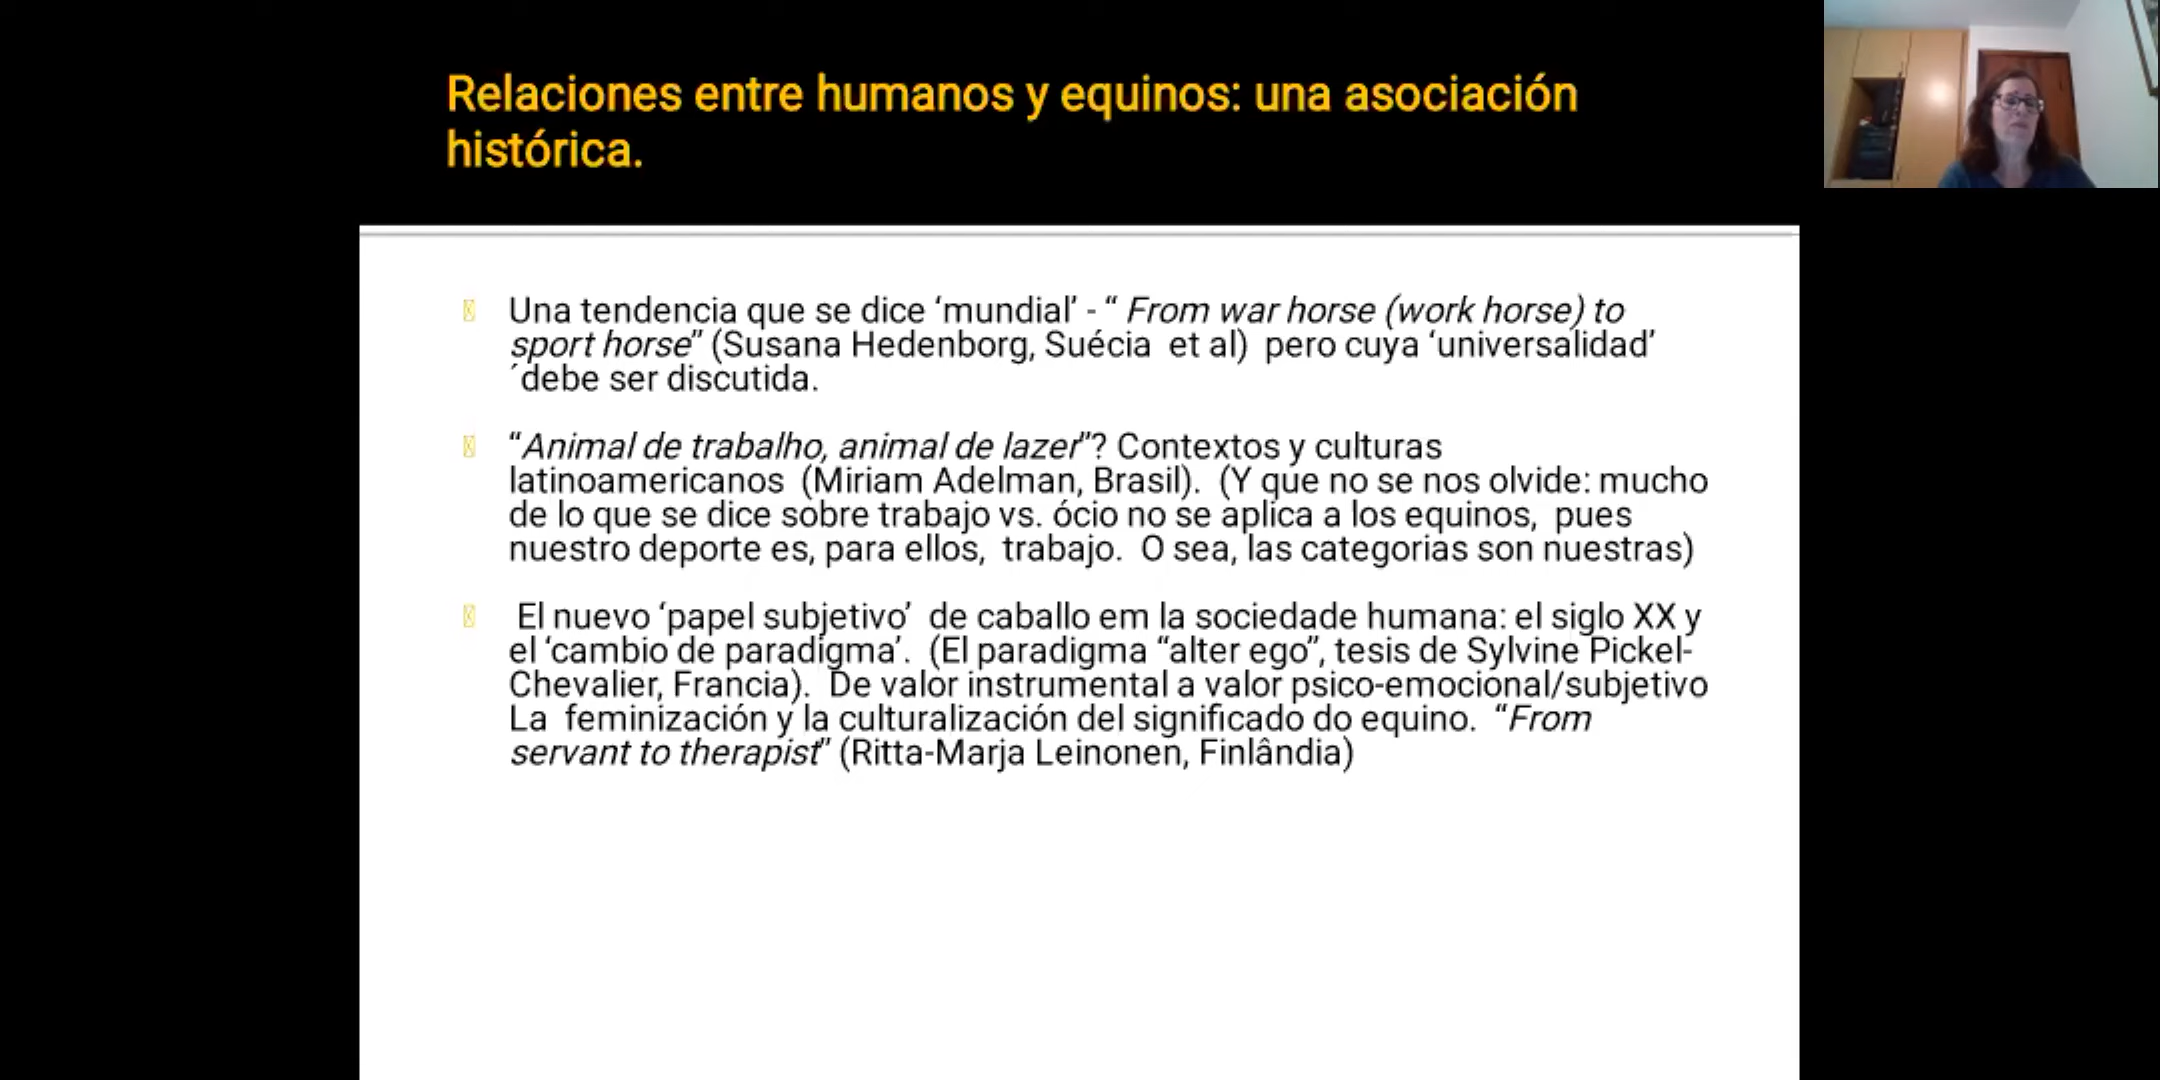 Relaciones entre humanos y equinos: una asociación
histórica.
Una tendencia que se dice ‘mundial’ - “ From war horse (work horse) to
sport horse” (Susana Hedenborg, Suécia  et al)  pero cuya ‘universalidad’
´debe ser discutida.
“Animal de trabalho, animal de lazer”? Contextos y culturas
latinoamericanos  (Miriam Adelman, Brasil).  (Y que no se nos olvide: mucho
de lo que se dice sobre trabajo vs. ócio no se aplica a los equinos,  pues
nuestro deporte es, para ellos,  trabajo.  O sea, las categorias son nuestras)
El nuevo ‘papel subjetivo’  de caballo em la sociedade humana: el siglo XX y
el ‘cambio de paradigma’.  (El paradigma “alter ego”, tesis de Sylvine Pickel-
Chevalier, Francia).  De valor instrumental a valor psico-emocional/subjetivo
La  feminización y la culturalización del significado do equino.  “From
servant to therapist” (Ritta-Marja Leinonen, Finlândia)